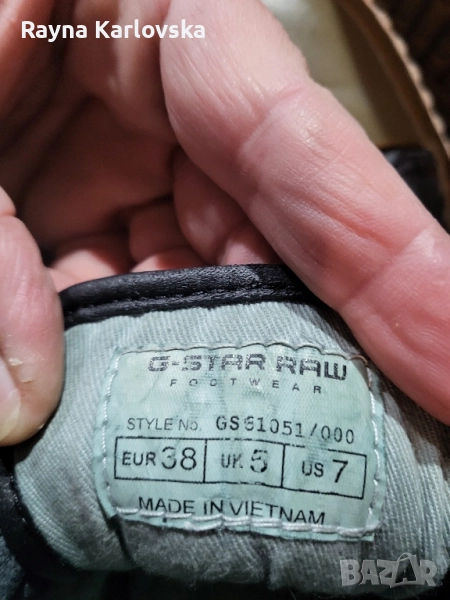 Rayna Karlovska
G-STAR RAW
FOOTWEAR
STYLE No. GS61051/000
EUR 38 UK 5 US 7
MADE IN VIETNAM
BAZAR